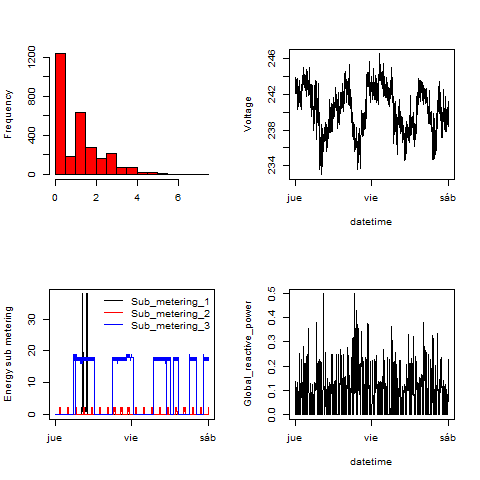 Frequency
0 400 800 1200
0 2 4 6
Voltage
234 238 242 246
jue vie sáb
datetime
Energy sub metering
0 10 20 30
Sub_metering_1
Sub_metering_2
Sub_metering_3
jue vie sáb
Global_reactive_power
0.0 0.1 0.2 0.3 0.4 0.5
jue vie sáb
datetime